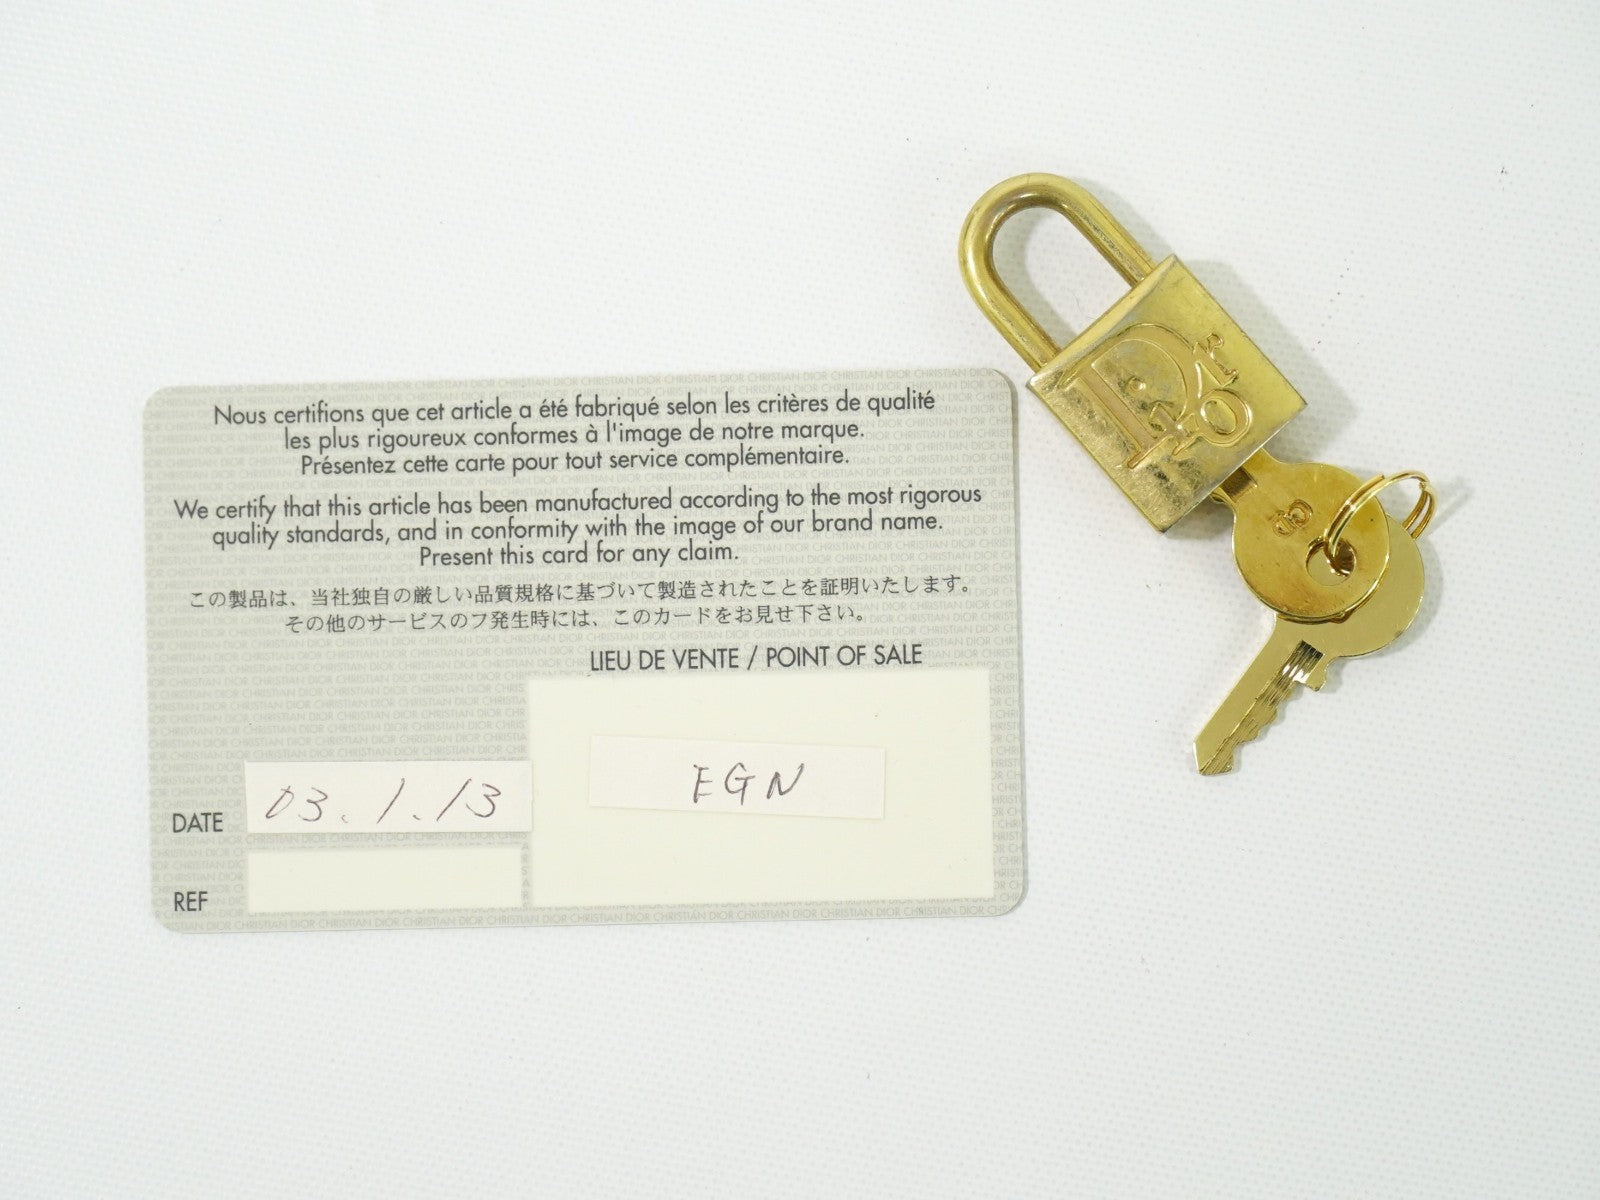 Nous certifions que cet article a été fabriqué selon les critères de qualité
les plus rigoureux conformes à l'image de notre marque.
Présentez cette carte pour tout service complémentaire.
We certify that this article has been manufactured according to the most rigorous
quality standards, and in conformity with the image of our brand name.
Present this card for any claim.
この製品は、当社独自の厳しい品質規格に基づいて製造されたことを証明いたします。
その他のサービスのフ発生時には、このカードをお見せ下さい。
LIEU DE VENTE / POINT OF SALE
EGN
DATE 03.1.13
REF
Dior
CD